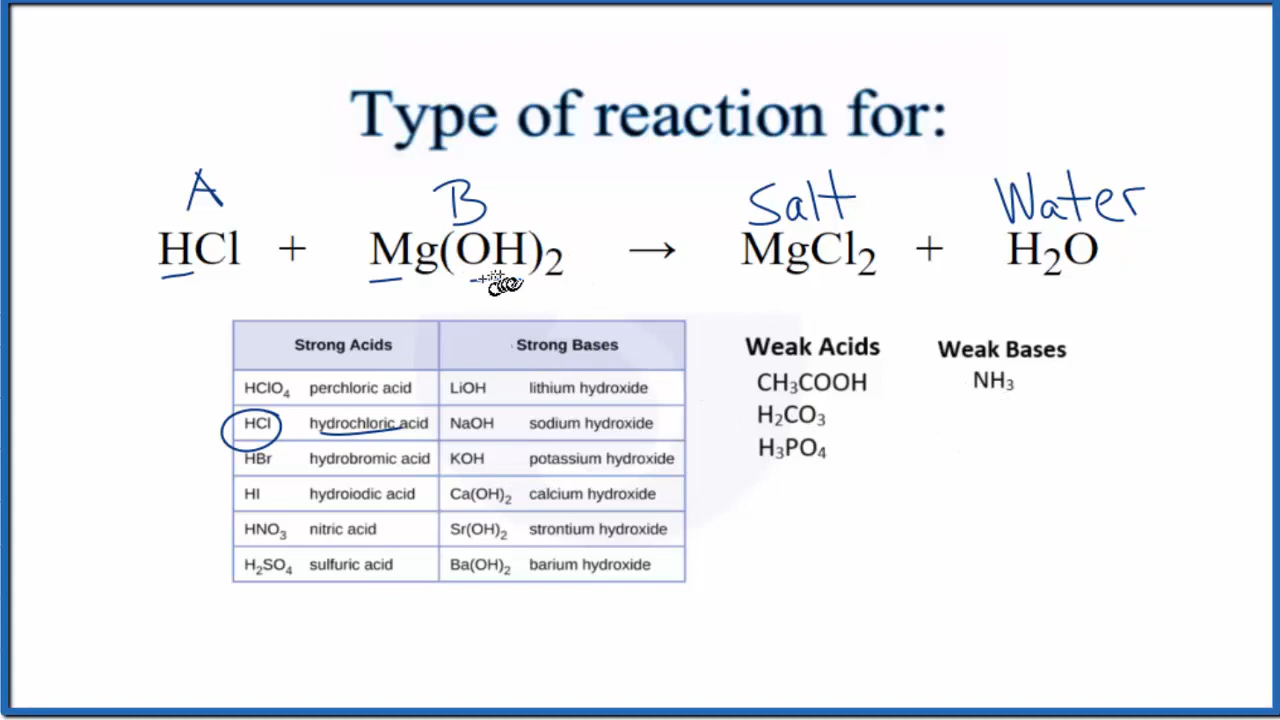 Type of reaction for:
A B Salt Water
HCl + Mg(OH)₂ → MgCl₂ + H₂O
Strong Acids Strong Bases
HClO₄ perchloric acid LiOH lithium hydroxide
HCl hydrochloric acid NaOH sodium hydroxide
HBr hydrobromic acid KOH potassium hydroxide
HI hydroiodic acid Ca(OH)₂ calcium hydroxide
HNO₃ nitric acid Sr(OH)₂ strontium hydroxide
H₂SO₄ sulfuric acid Ba(OH)₂ barium hydroxide
Weak Acids
CH₃COOH
H₂CO₃
H₃PO₄
Weak Bases
NH₃